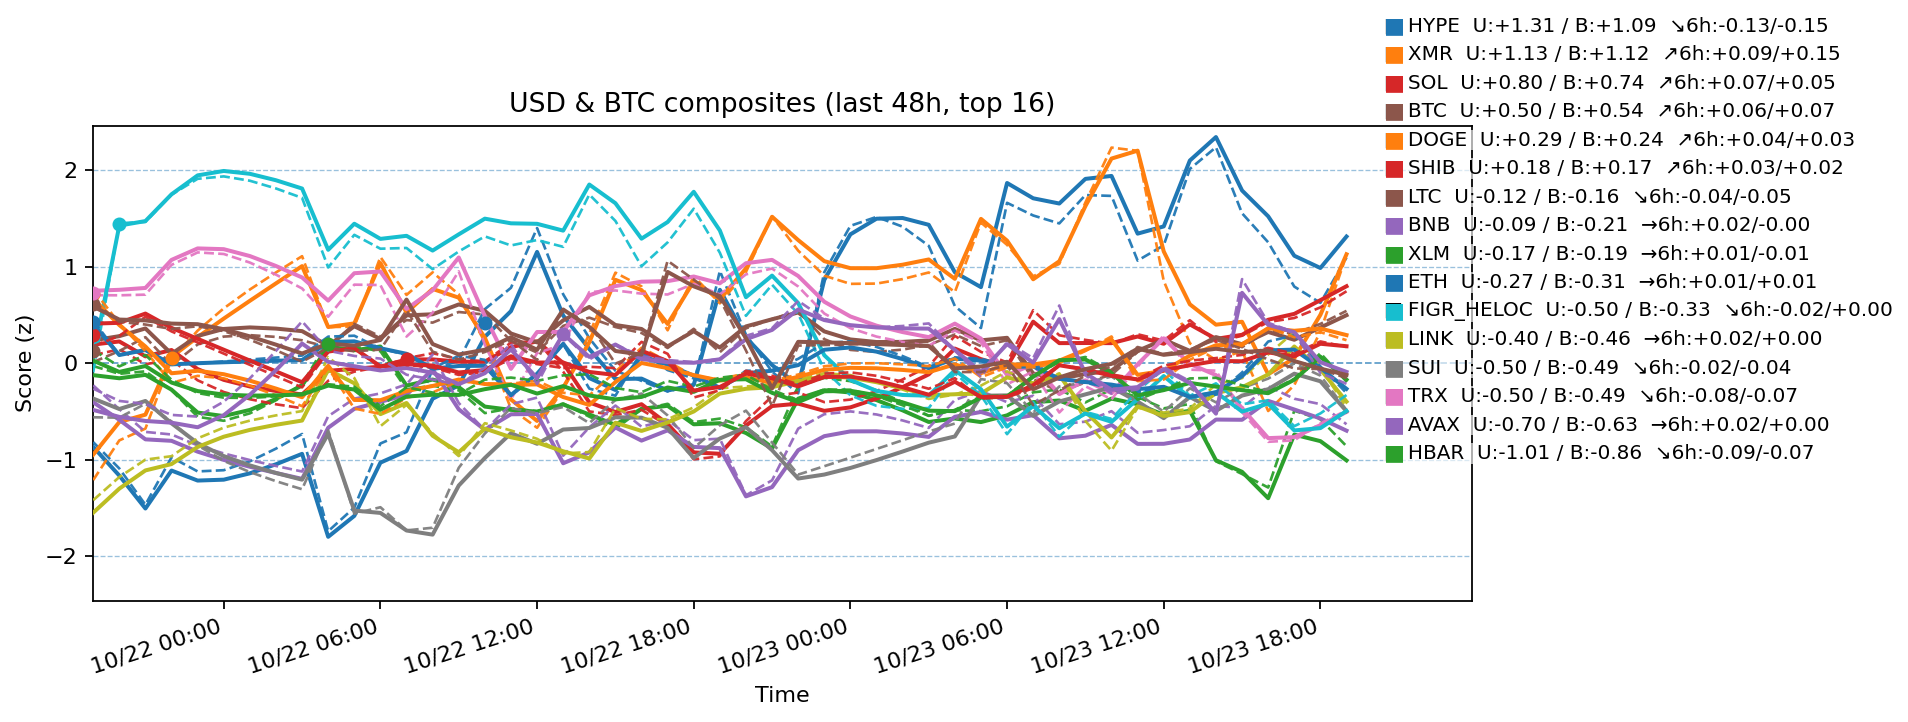 HYPE  U:+1.31 / B:+1.09  ↘6h:-0.13/-0.15
XMR  U:+1.13 / B:+1.12  ↗6h:+0.09/+0.15
SOL  U:+0.80 / B:+0.74  ↗6h:+0.07/+0.05
BTC  U:+0.50 / B:+0.54  ↗6h:+0.06/+0.07
DOGE  U:+0.29 / B:+0.24  ↗6h:+0.04/+0.03
SHIB  U:+0.18 / B:+0.17  ↗6h:+0.03/+0.02
LTC  U:-0.12 / B:-0.16  ↘6h:-0.04/-0.05
BNB  U:-0.09 / B:-0.21  →6h:+0.02/-0.00
XLM  U:-0.17 / B:-0.19  →6h:+0.01/-0.01
ETH  U:-0.27 / B:-0.31  →6h:+0.01/+0.01
FIGR_HELOC  U:-0.50 / B:-0.33  ↘6h:-0.02/+0.00
LINK  U:-0.40 / B:-0.46  →6h:+0.02/+0.00
SUI  U:-0.50 / B:-0.49  ↘6h:-0.02/-0.04
TRX  U:-0.50 / B:-0.49  ↘6h:-0.08/-0.07
AVAX  U:-0.70 / B:-0.63  →6h:+0.02/+0.00
HBAR  U:-1.01 / B:-0.86  ↘6h:-0.09/-0.07
USD & BTC composites (last 48h, top 16)
Score (z)
2
1
0
−1
−2
10/22 00:00
10/22 06:00
10/22 12:00
10/22 18:00
10/23 00:00
10/23 06:00
10/23 12:00
10/23 18:00
Time